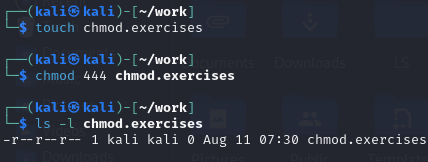 ┌──(kali㉿kali)-[~/work]
└─$ touch chmod.exercises
┌──(kali㉿kali)-[~/work]
└─$ chmod 444 chmod.exercises
┌──(kali㉿kali)-[~/work]
└─$ ls -l chmod.exercises
-r--r--r-- 1 kali kali 0 Aug 11 07:30 chmod.exercises